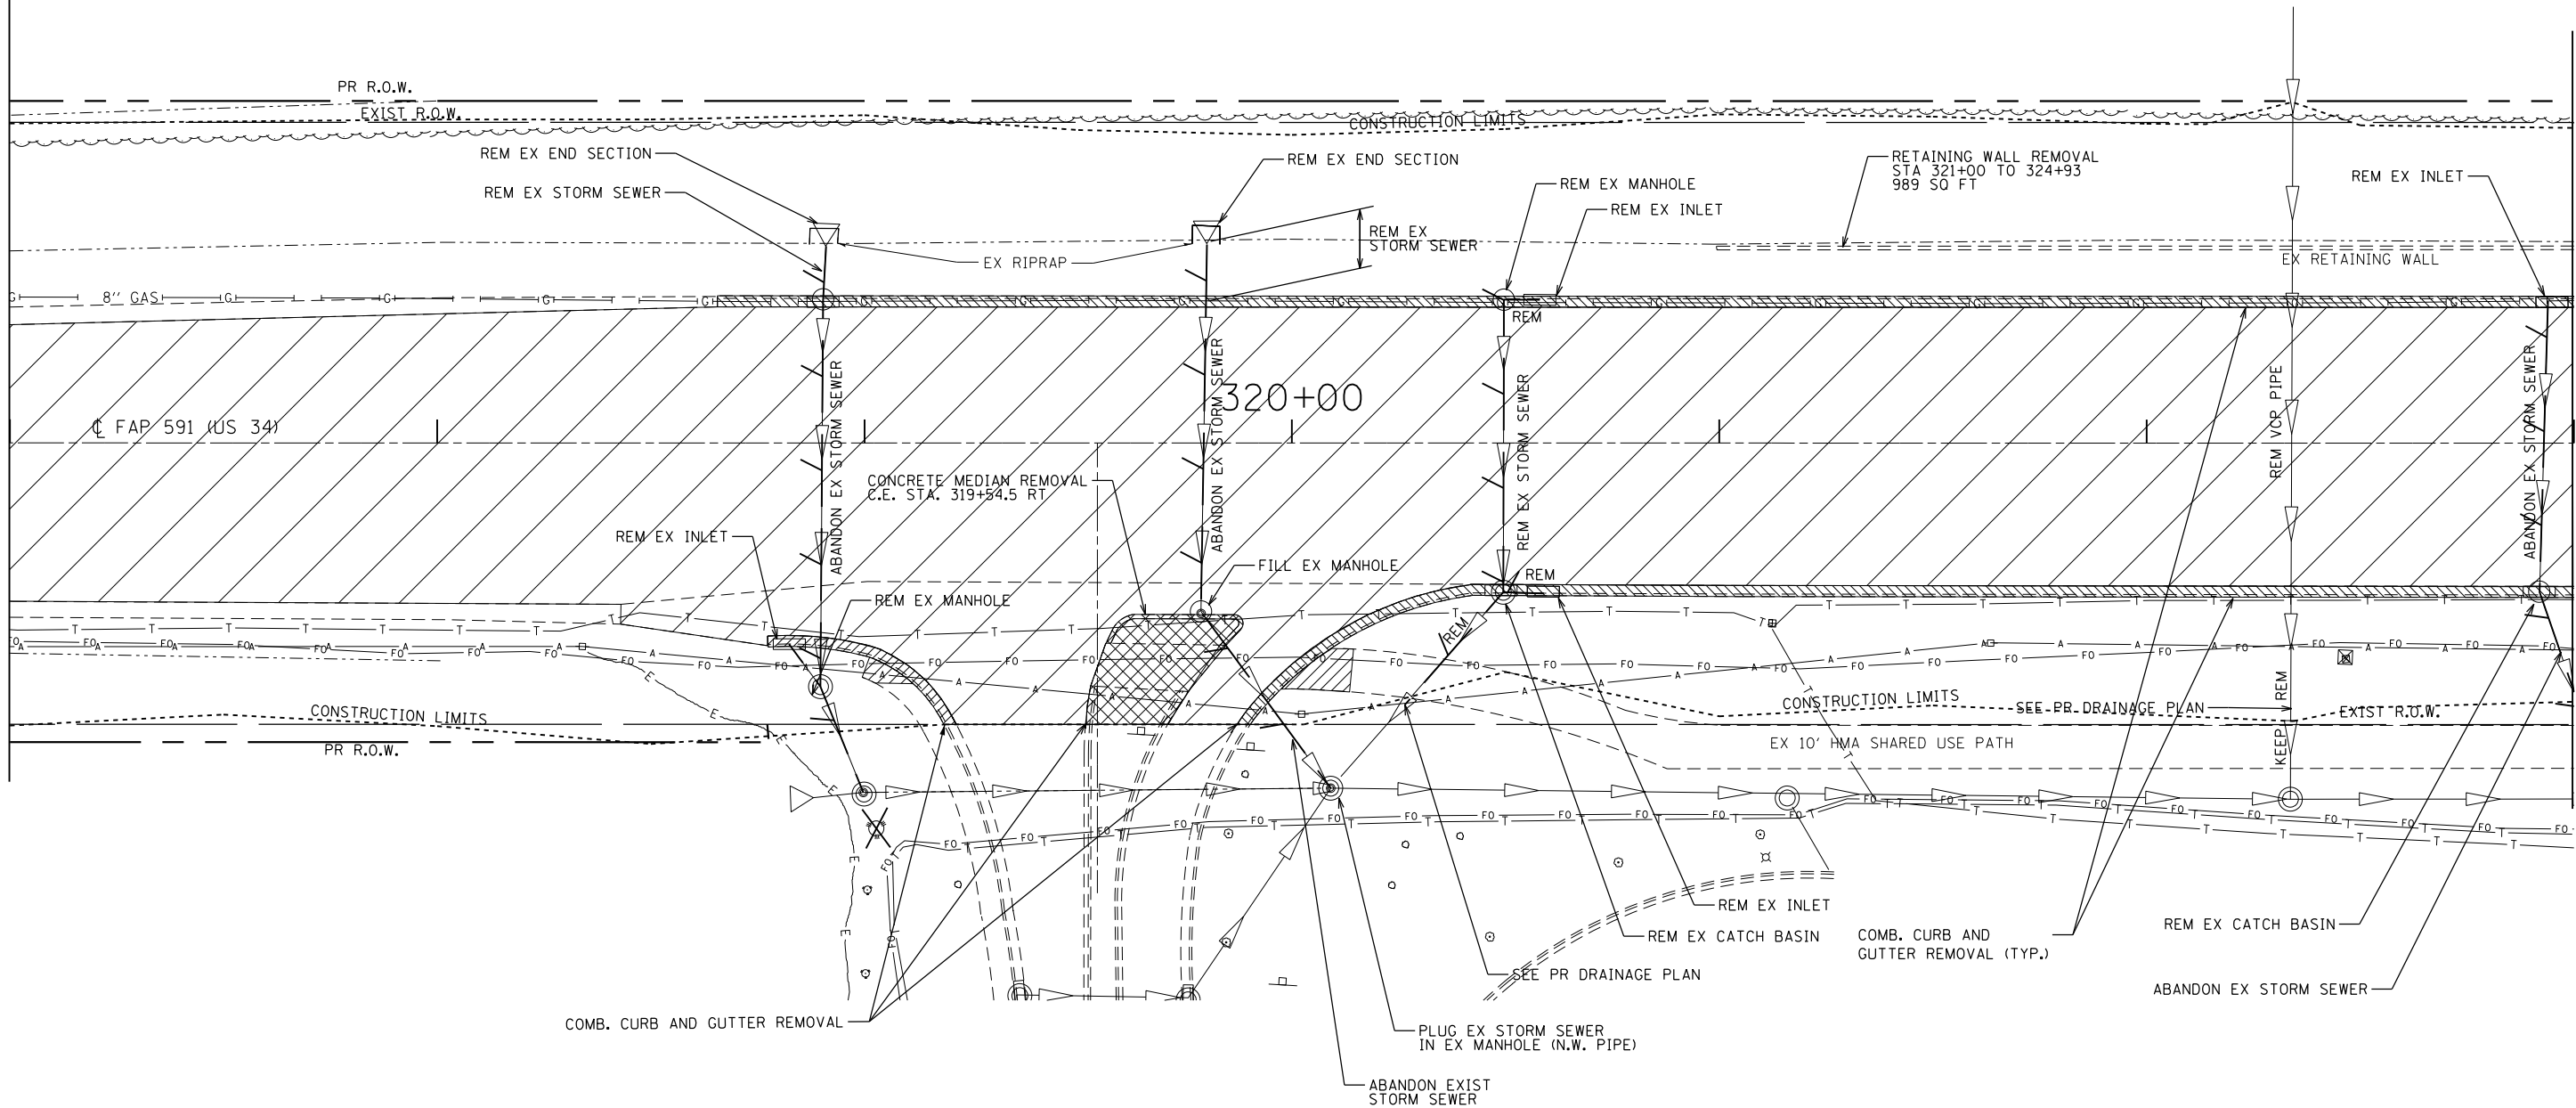 PR R.O.W.
EXIST R.O.W.
CONSTRUCTION LIMITS
REM EX END SECTION
REM EX STORM SEWER
REM EX END SECTION
REM EX
STORM SEWER
EX RIPRAP
REM EX MANHOLE
REM EX INLET
RETAINING WALL REMOVAL
STA 321+00 TO 324+93
989 SQ FT
REM EX INLET
EX RETAINING WALL
8'' GAS
G G G G G G G G G G G G G G
REM
320+00
℄ FAP 591 (US 34)
ABANDON EX STORM SEWER
ABANDON EX STORM SEWER
REM EX STORM SEWER
REM VCP PIPE
ABANDON EX STORM SEWER
CONCRETE MEDIAN REMOVAL
C.E. STA. 319+54.5 RT
REM EX INLET
FILL EX MANHOLE
REM EX MANHOLE
REM
REM
CONSTRUCTION LIMITS
PR R.O.W.
CONSTRUCTION LIMITS
SEE PR DRAINAGE PLAN
EXIST R.O.W.
KEEP
REM
EX 10' HMA SHARED USE PATH
REM EX INLET
REM EX CATCH BASIN
SEE PR DRAINAGE PLAN
COMB. CURB AND
GUTTER REMOVAL (TYP.)
REM EX CATCH BASIN
ABANDON EX STORM SEWER
COMB. CURB AND GUTTER REMOVAL
PLUG EX STORM SEWER
IN EX MANHOLE (N.W. PIPE)
ABANDON EXIST
STORM SEWER